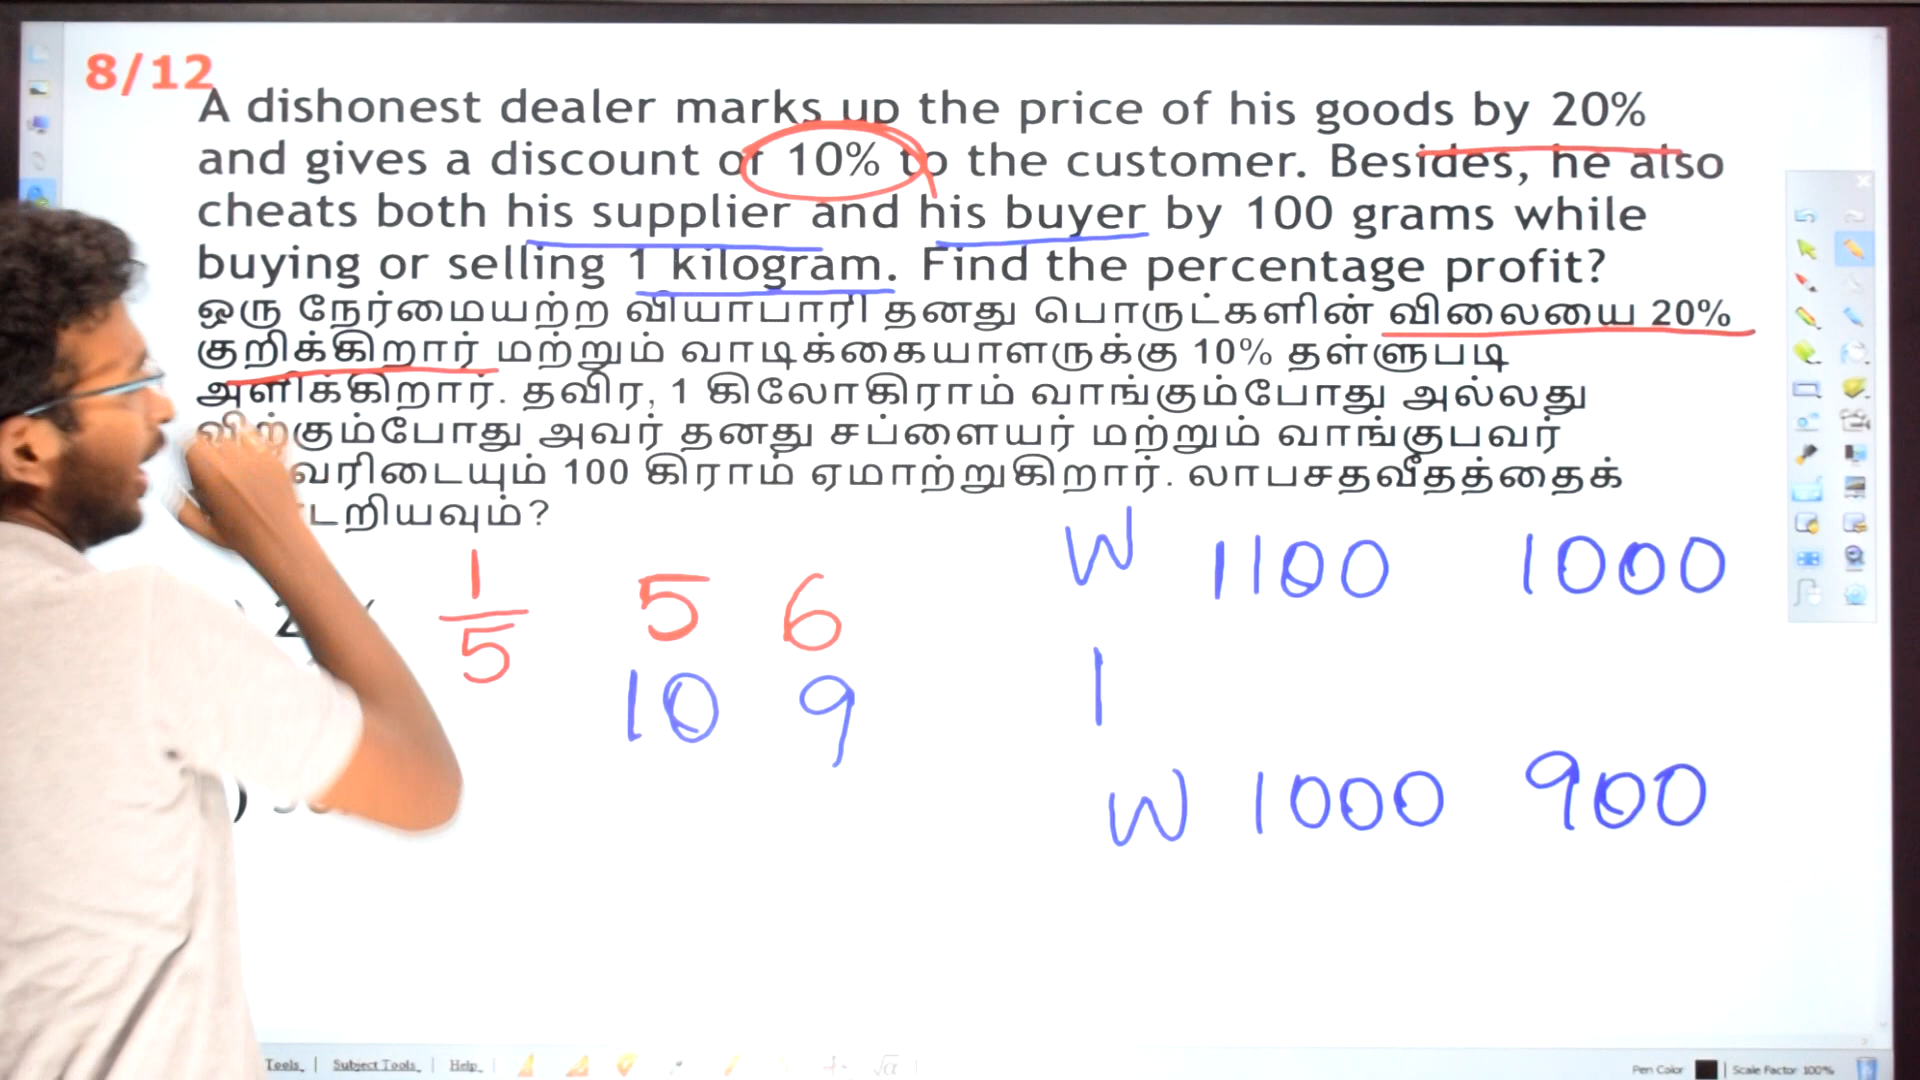 8/12
A dishonest dealer marks up the price of his goods by 20%
and gives a discount of 10% to the customer. Besides, he also
cheats both his supplier and his buyer by 100 grams while
buying or selling 1 kilogram. Find the percentage profit?
ஒரு நேர்மையற்ற வியாபாரி தனது பொருட்களின் விலையை 20%
குறிக்கிறார் மற்றும் வாடிக்கையாளருக்கு 10% தள்ளுபடி
அளிக்கிறார். தவிர, 1 கிலோகிராம் வாங்கும்போது அல்லது
விற்கும்போது அவர் தனது சப்ளையர் மற்றும் வாங்குபவர்
வரிடையும் 100 கிராம் ஏமாற்றுகிறார். லாபசதவீதத்தைக்
டறியவும்?
W 1100 1000
1/5 5 6
10 9
1
W 1000 900
Tools Subject Tools Help
Pen Color Scale Factor 100%